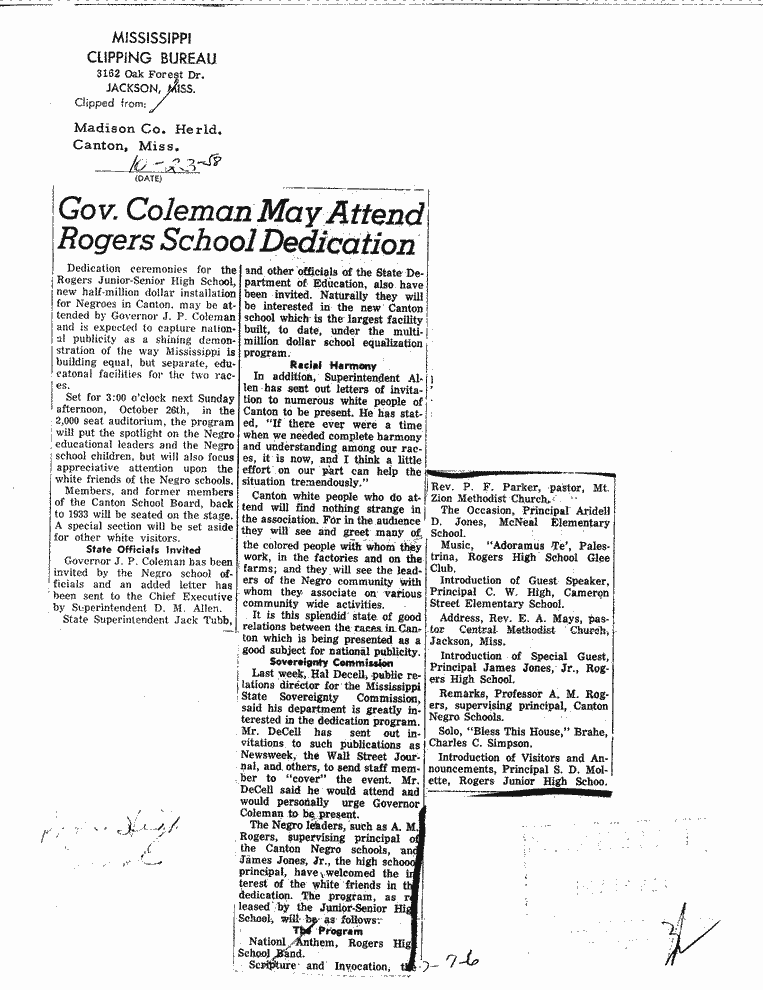 MISSISSIPPI
CLIPPING BUREAU
3162 Oak Forest Dr.
JACKSON, MISS.
Clipped from:
Madison Co. Herld.
Canton, Miss.
10-23-58
(DATE)
Gov. Coleman May Attend
Rogers School Dedication
Dedication ceremonies for the
Rogers Junior-Senior High School,
new half-million dollar installation
for Negroes in Canton. may be at-
tended by Governor J. P. Coleman
and is expected to capture nation-
al publicity as a shining demon-
stration of the way Mississippi is
building equal, but separate, edu-
catonal facilities for the two rac-
es.
Set for 3:00 o'clock next Sunday
afternoon, October 26th, in the
2,000 seat auditorium, the program
will put the spotlight on the Negro
educational leaders and the Negro
school children, but will also focus
appreciative attention upon the
white friends of the Negro schools.
Members, and former members
of the Canton School Board, back
to 1933 will be seated on the stage.
A special section will be set aside
for other white visitors.
State Officials Invited
Governor J. P. Coleman has been
invited by the Negro school of-
ficials and an added letter has
been sent to the Chief Executive
by Superintendent D. M. Allen.
State Superintendent Jack Tubb,
and other officials of the State De-
partment of Education, also have
been invited. Naturally they will
be interested in the new Canton
school which is the largest facility
built, to date, under the multi-
million dollar school equalization
program.
Racial Harmony
In addition, Superintendent Al-
len has sent out letters of invita-
tion to numerous white people of
Canton to be present. He has stat-
ed, "If there ever were a time
when we needed complete harmony
and understanding among our rac-
es, it is now, and I think a little
effort on our part can help the
situation tremendously."
Canton white people who do at-
tend will find nothing strange in
the association. For in the audience
they will see and greet many of
the colored people with whom they
work, in the factories and on the
farms; and they will see the lead-
ers of the Negro community with
whom they associate on various
community wide activities.
It is this splendid state of good
relations between the races in Can-
ton which is being presented as a
good subject for national publicity.
Sovereignty Commission
Last week, Hal Decell, public re-
lations director for the Mississippi
State Sovereignty Commission,
said his department is greatly in-
terested in the dedication program.
Mr. DeCell has sent out in-
vitations to such publications as
Newsweek, the Wall Street Jour-
nal, and others, to send staff mem-
ber to "cover" the event. Mr.
DeCell said he would attend and
would personally urge Governor
Coleman to be present.
The Negro leaders, such as A. M.
Rogers, supervising principal of
the Canton Negro schools, and
James Jones, Jr., the high school
principal, have welcomed the in
terest of the white friends in th
dedication. The program, as re
leased by the Junior-Senior Hig
School, will be as follows:
The Program
Nationl Anthem, Rogers Hig
School Band.
Scripture and Invocation, th
Rev. P. F. Parker, pastor, Mt.
Zion Methodist Church.
The Occasion, Principal Aridell
D. Jones, McNeal Elementary
School.
Music, "Adoramus Te', Pales-
trina, Rogers High School Glee
Club.
Introduction of Guest Speaker,
Principal C. W. High, Cameron
Street Elementary School.
Address, Rev. E. A. Mays, pas-
tor Central Methodist Church,
Jackson, Miss.
Introduction of Special Guest,
Principal James Jones, Jr., Rog-
ers High School.
Remarks, Professor A. M. Rog-
ers, supervising principal, Canton
Negro Schools.
Solo, "Bless This House," Brahe,
Charles C. Simpson.
Introduction of Visitors and An-
nouncements, Principal S. D. Mol-
ette, Rogers Junior High Schoo.
High